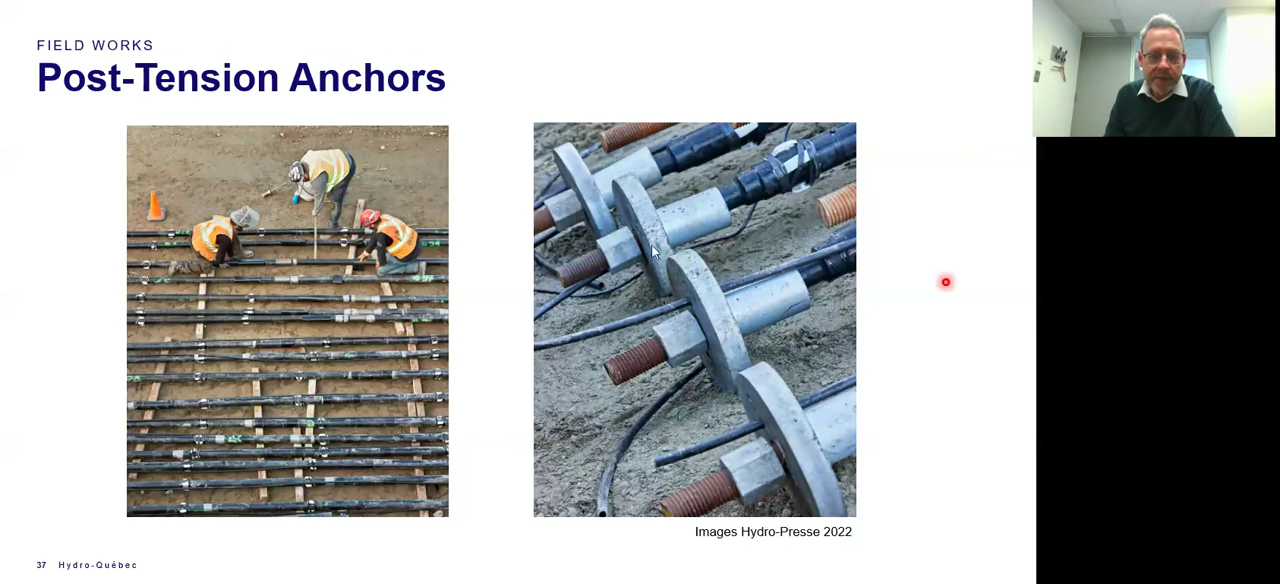 FIELD WORKS
Post-Tension Anchors
Images Hydro-Presse 2022
37 Hydro-Québec